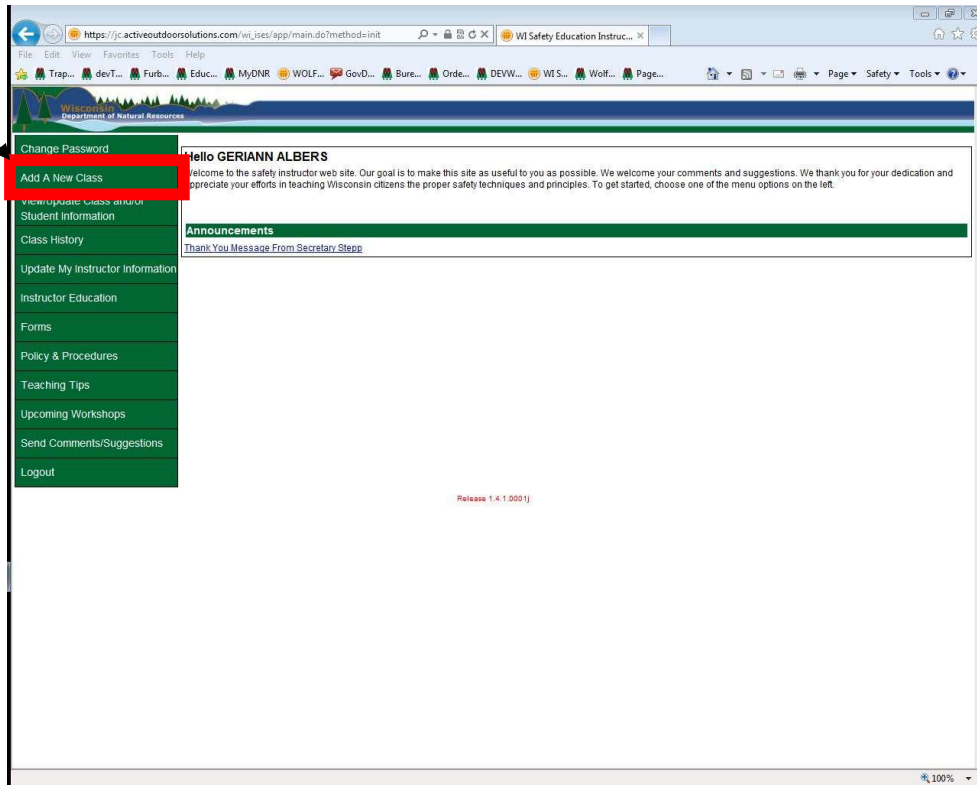 https://jc.activeoutdoorsolutions.com/wi_ises/app/main.do?method=init
WI Safety Education Instruc...
File Edit View Favorites Tools Help
Trap... devT... Furb... Educ... MyDNR WOLF... GovD... Bure... Orde... DEVW... WI S... Wolf... Page... Page Safety Tools
Wisconsin
Department of Natural Resources
Change Password
Add A New Class
View/Update Class and/or
Student Information
Class History
Update My Instructor Information
Instructor Education
Forms
Policy & Procedures
Teaching Tips
Upcoming Workshops
Send Comments/Suggestions
Logout
Hello GERIANN ALBERS
Welcome to the safety instructor web site. Our goal is to make this site as useful to you as possible. We welcome your comments and suggestions. We thank you for your dedication and
appreciate your efforts in teaching Wisconsin citizens the proper safety techniques and principles. To get started, choose one of the menu options on the left.
Announcements
Thank You Message From Secretary Stepp
Release 1.4.1.0001j
100%